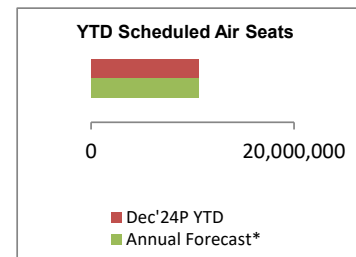 YTD Scheduled Air Seats
0 20,000,000
Dec'24P YTD
Annual Forecast*